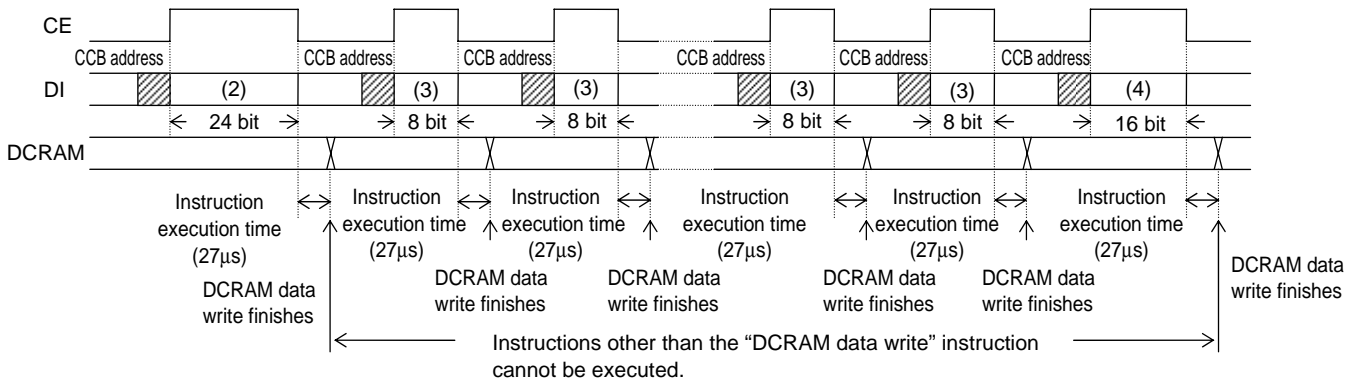 CE
CCB address CCB address CCB address CCB address CCB address CCB address
DI (2) (3) (3) (3) (3) (4)
24 bit 8 bit 8 bit 8 bit 8 bit 16 bit
DCRAM
Instruction execution time (27µs)
Instruction execution time (27µs)
Instruction execution time (27µs)
Instruction execution time (27µs)
Instruction execution time (27µs)
Instruction execution time (27µs)
DCRAM data write finishes
DCRAM data write finishes
DCRAM data write finishes
DCRAM data write finishes
DCRAM data write finishes
DCRAM data write finishes
Instructions other than the “DCRAM data write” instruction
cannot be executed.